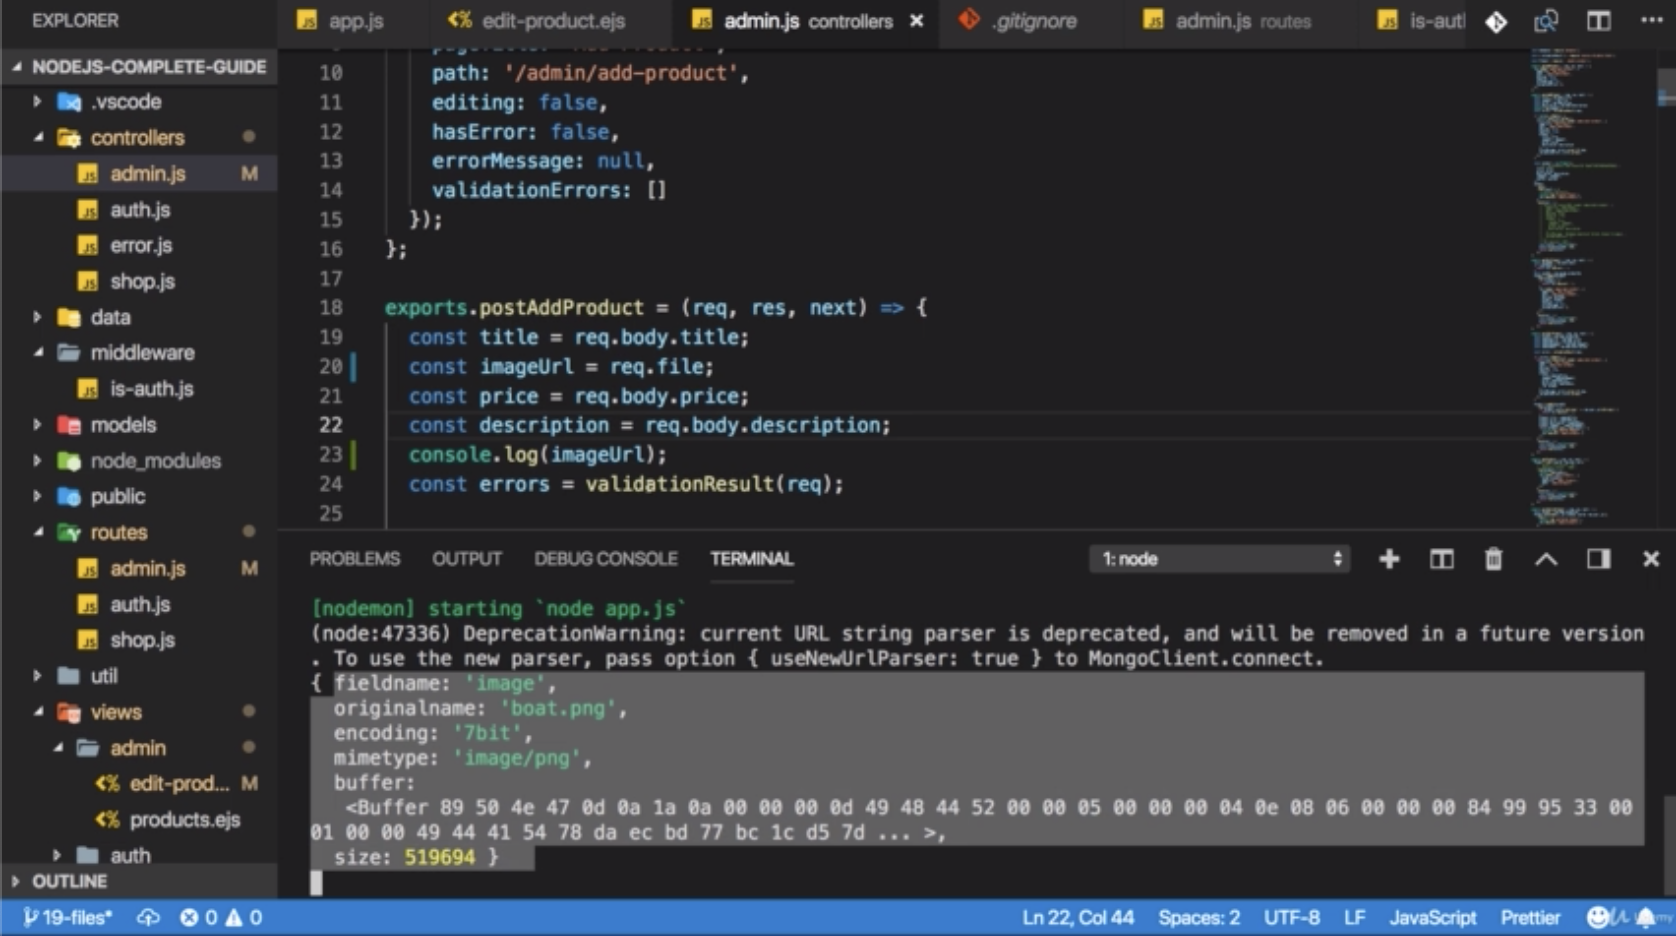 EXPLORER
app.js
edit-product.ejs
admin.js controllers
.gitignore
admin.js routes
NODEJS-COMPLETE-GUIDE
.vscode
controllers
admin.js M
auth.js
error.js
shop.js
data
middleware
is-auth.js
models
node_modules
public
routes
admin.js M
auth.js
shop.js
util
views
admin
edit-prod... M
products.ejs
auth
OUTLINE
10 path: '/admin/add-product',
11 editing: false,
12 hasError: false,
13 errorMessage: null,
14 validationErrors: []
15 });
16 };
17
18 exports.postAddProduct = (req, res, next) => {
19 const title = req.body.title;
20 const imageUrl = req.file;
21 const price = req.body.price;
22 const description = req.body.description;
23 console.log(imageUrl);
24 const errors = validationResult(req);
25
PROBLEMS OUTPUT DEBUG CONSOLE TERMINAL 1: node
[nodemon] starting `node app.js`
(node:47336) DeprecationWarning: current URL string parser is deprecated, and will be removed in a future version
. To use the new parser, pass option { useNewUrlParser: true } to MongoClient.connect.
{ fieldname: 'image',
originalname: 'boat.png',
encoding: '7bit',
mimetype: 'image/png',
buffer:
<Buffer 89 50 4e 47 0d 0a 1a 0a 00 00 00 0d 49 48 44 52 00 00 05 00 00 00 04 0e 08 06 00 00 00 84 99 95 33 00
01 00 00 49 44 41 54 78 da ec bd 77 bc 1c d5 7d ... >,
size: 519694 }
19-files* 0 0 Ln 22, Col 44 Spaces: 2 UTF-8 LF JavaScript Prettier